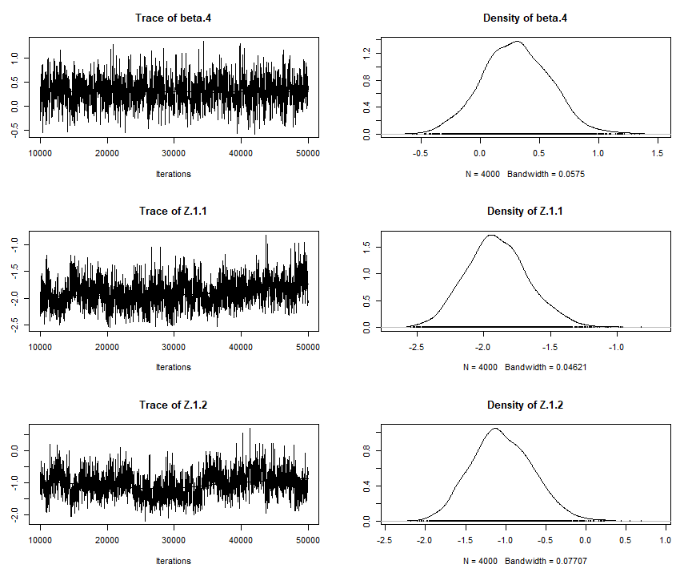 Trace of beta.4
Density of beta.4
-0.5 0.0 0.5 1.0
10000 20000 30000 40000 50000
Iterations
0.0 0.4 0.8 1.2
-0.5 0.0 0.5 1.0 1.5
N = 4000 Bandwidth = 0.0575
Trace of Z.1.1
Density of Z.1.1
-2.5 -2.0 -1.5 -1.0
10000 20000 30000 40000 50000
Iterations
0.0 0.5 1.0 1.5
-2.5 -2.0 -1.5 -1.0
N = 4000 Bandwidth = 0.04621
Trace of Z.1.2
Density of Z.1.2
-2.0 -1.0 0.0
10000 20000 30000 40000 50000
Iterations
0.0 0.4 0.8
-2.5 -2.0 -1.5 -1.0 -0.5 0.0 0.5 1.0
N = 4000 Bandwidth = 0.07707